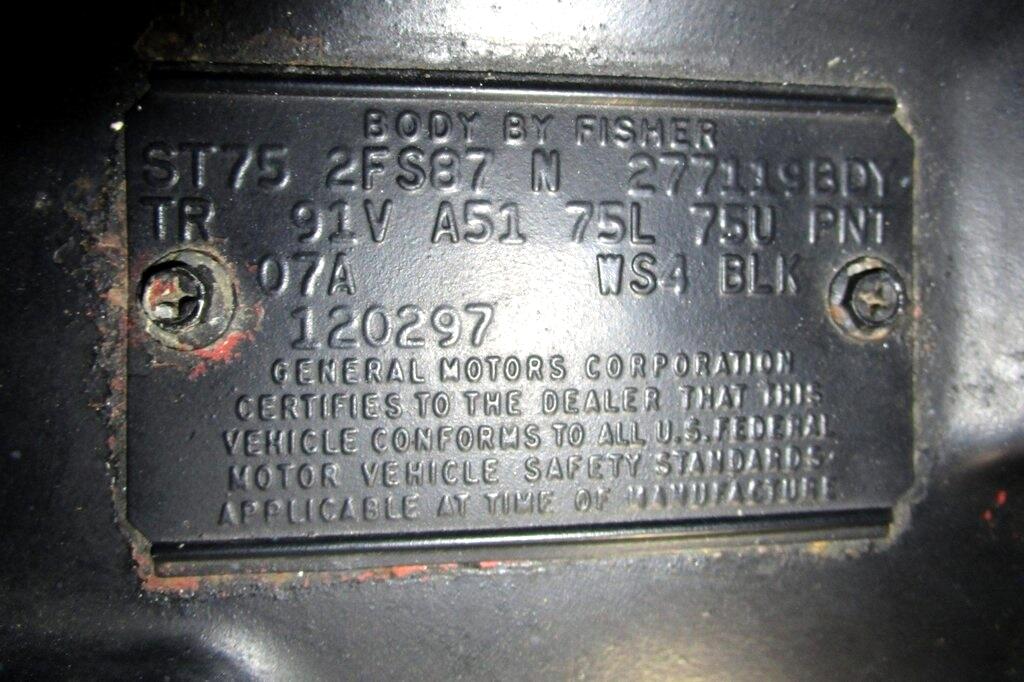 BODY BY FISHER
ST75 2FS87 N 277119BDY
TR 91V A51 75L 75U PNT
07A WS4 BLK
120297
GENERAL MOTORS CORPORATION
CERTIFIES TO THE DEALER THAT THIS
VEHICLE CONFORMS TO ALL U.S. FEDERAL
MOTOR VEHICLE SAFETY STANDARDS
APPLICABLE AT TIME OF MANUFACTURE